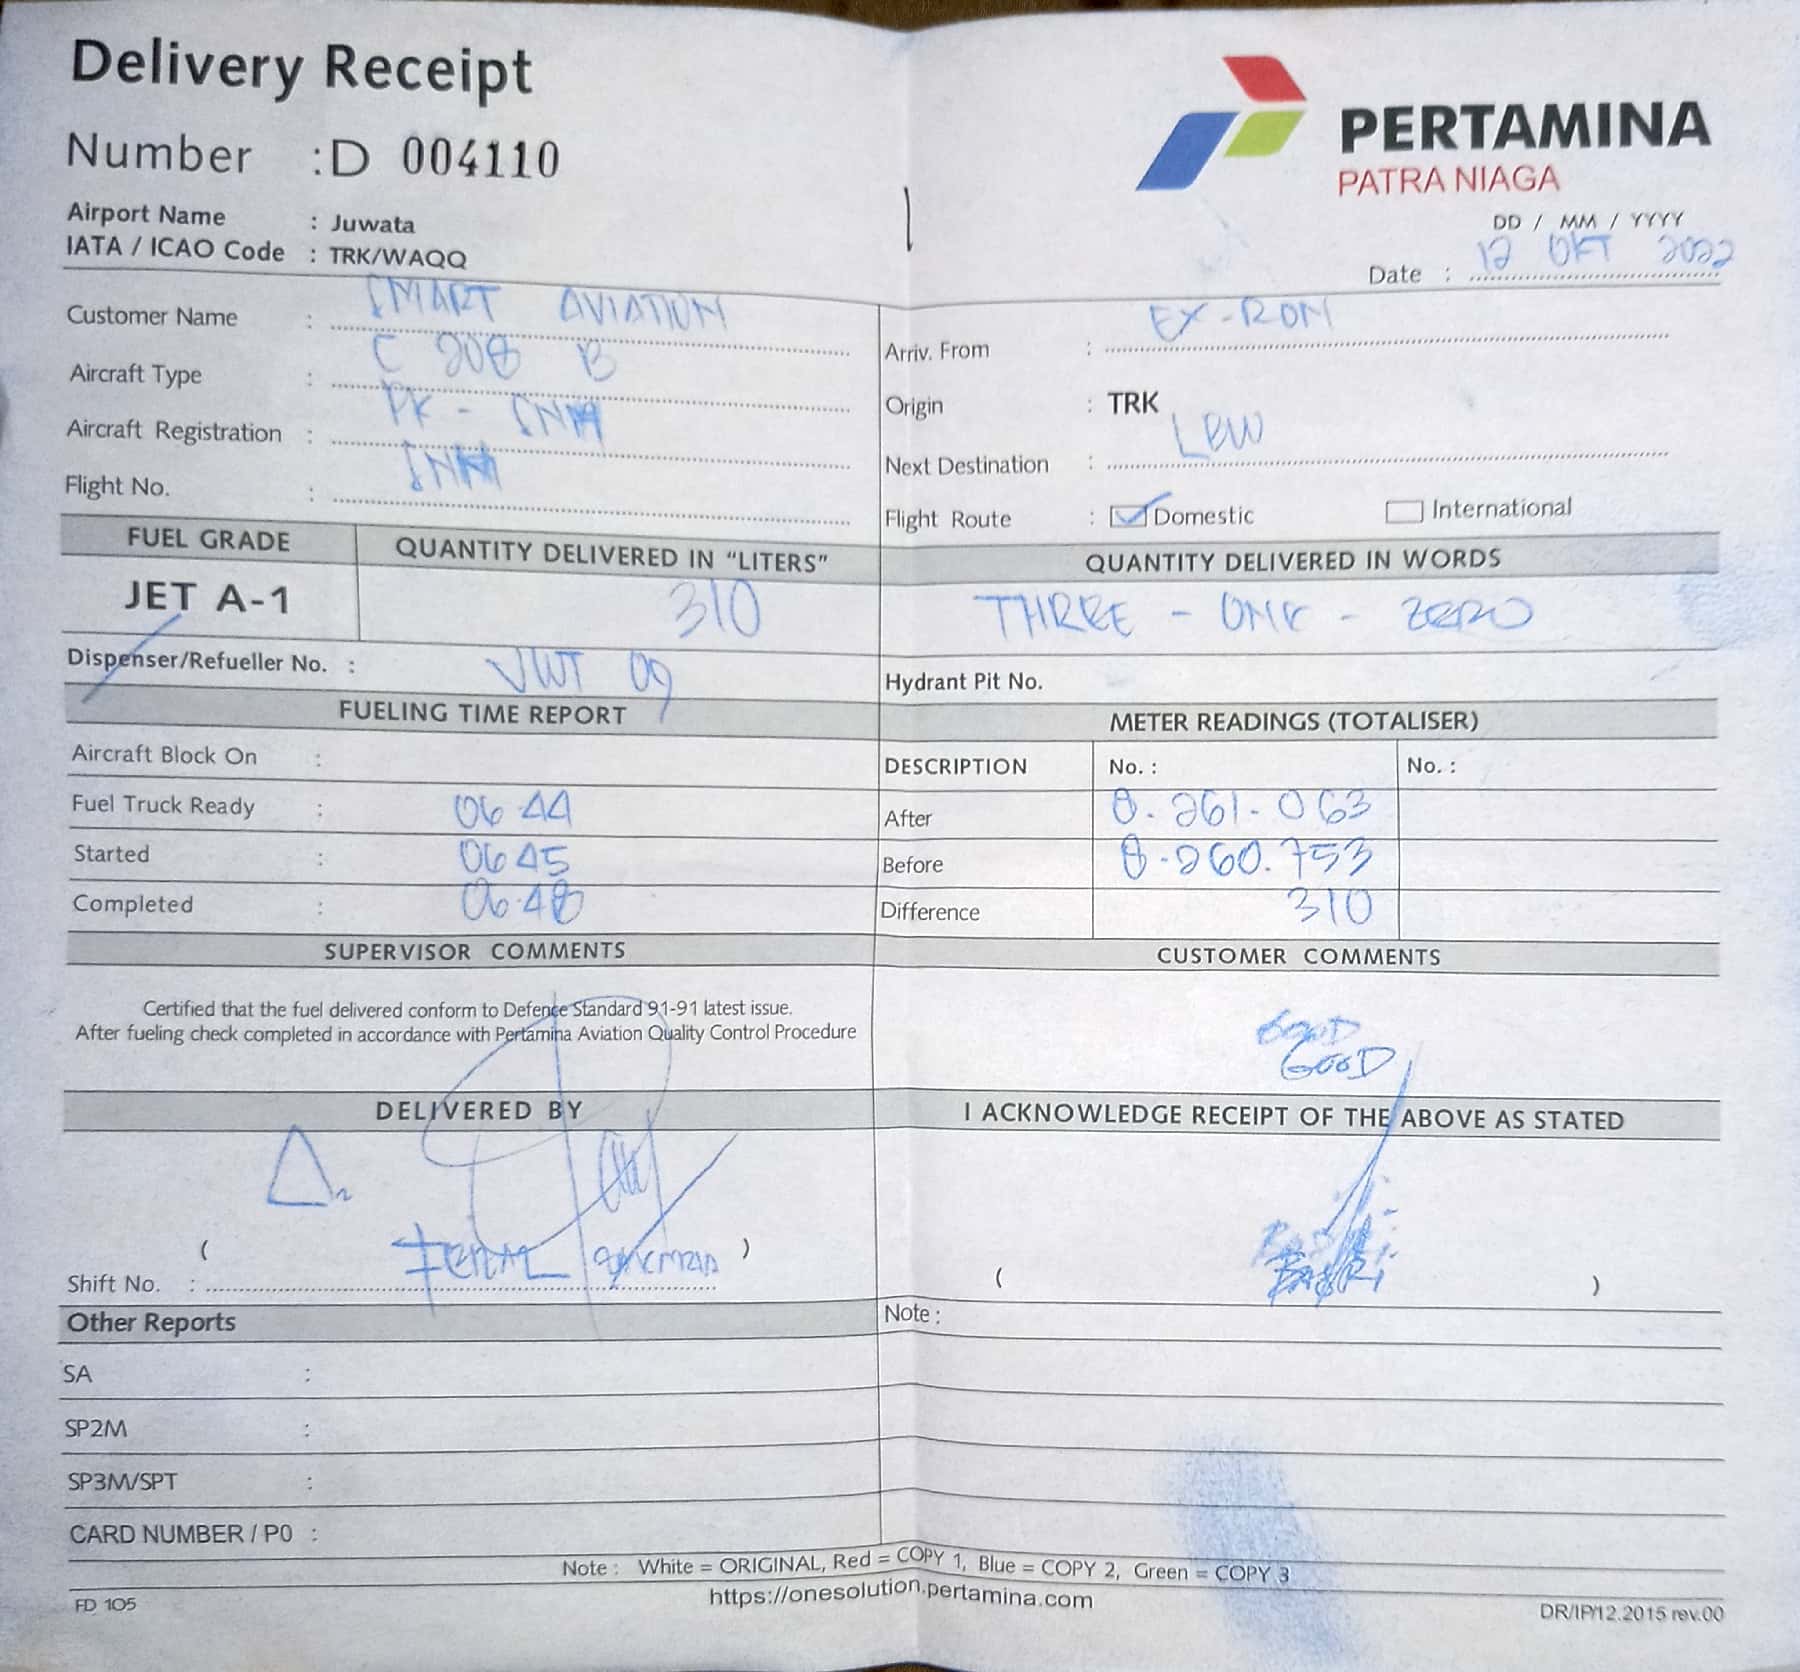 Delivery Receipt
PERTAMINA
PATRA NIAGA
Number : D 004110
Airport Name : Juwata
IATA / ICAO Code : TRK/WAQQ
DD / MM / YYYY
Date : 12 OKT 2022
Customer Name : SMART AVIATION
Aircraft Type : C 208 B
Aircraft Registration : PK - SNH
Flight No. : SNH
Arriv. From : EX-RON
Origin : TRK
Next Destination : LBW
Flight Route : Domestic International
FUEL GRADE QUANTITY DELIVERED IN “LITERS” QUANTITY DELIVERED IN WORDS
JET A-1 310 THREE - ONE - ZERO
Dispenser/Refueller No. : JWT 09 Hydrant Pit No.
FUELING TIME REPORT
Aircraft Block On :
Fuel Truck Ready : 06 44
Started : 06 45
Completed : 06.48
METER READINGS (TOTALISER)
DESCRIPTION No. : No. :
After 8.261.063
Before 8.260.753
Difference 310
SUPERVISOR COMMENTS
Certified that the fuel delivered conform to Defence Standard 91-91 latest issue.
After fueling check completed in accordance with Pertamina Aviation Quality Control Procedure
CUSTOMER COMMENTS
GOOD
GOOD
DELIVERED BY
( )
Shift No. :
I ACKNOWLEDGE RECEIPT OF THE ABOVE AS STATED
( )
Other Reports
Note :
SA :
SP2M :
SP3M/SPT :
CARD NUMBER / P0 :
Note : White = ORIGINAL, Red = COPY 1, Blue = COPY 2, Green = COPY 3
https://onesolution.pertamina.com
FD 105
DR/IP/12.2015 rev.00